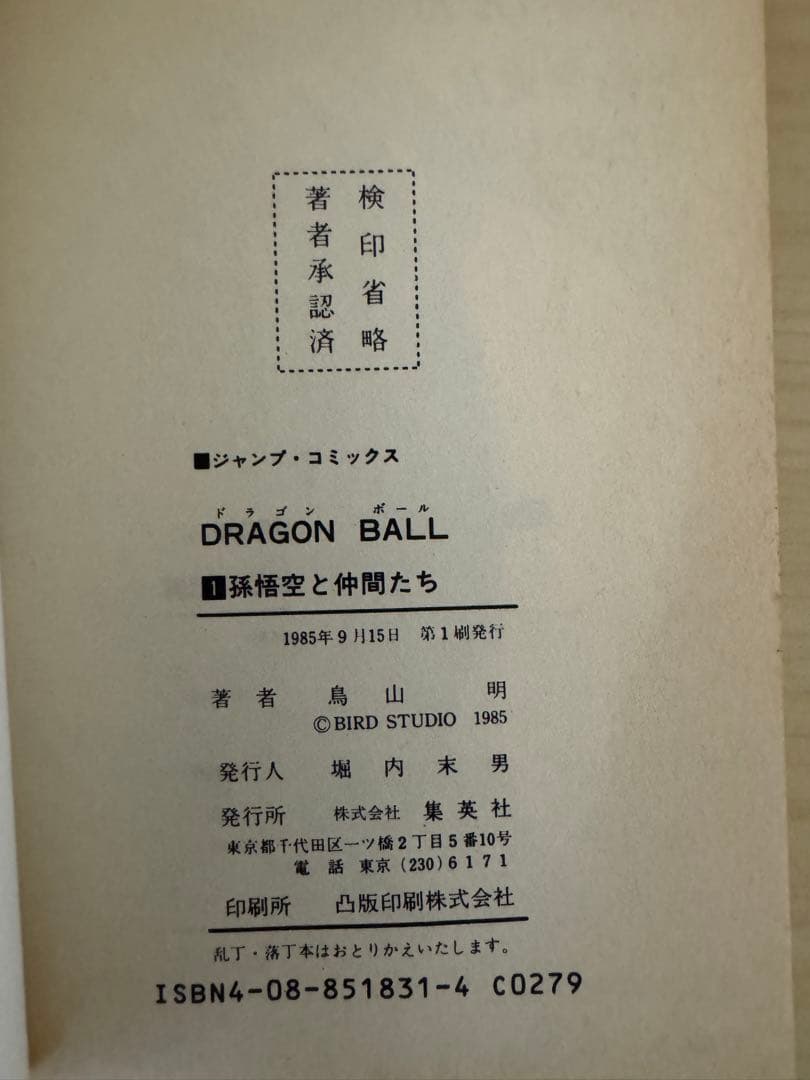 検印省略
著者承認済
■ジャンプ・コミックス
ドラゴン ボール
DRAGON BALL
1孫悟空と仲間たち
1985年9月15日 第1刷発行
著者 鳥山 明
©BIRD STUDIO 1985
発行人 堀内末男
発行所 株式会社 集英社
東京都千代田区一ツ橋2丁目5番10号
電話 東京(230)6171
印刷所 凸版印刷株式会社
乱丁・落丁本はおとりかえいたします。
ISBN4-08-851831-4 C0279